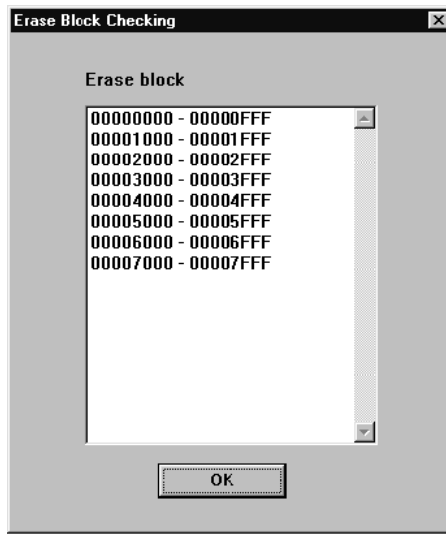 Erase Block Checking
Erase block
00000000 - 00000FFF
00001000 - 00001FFF
00002000 - 00002FFF
00003000 - 00003FFF
00004000 - 00004FFF
00005000 - 00005FFF
00006000 - 00006FFF
00007000 - 00007FFF
OK